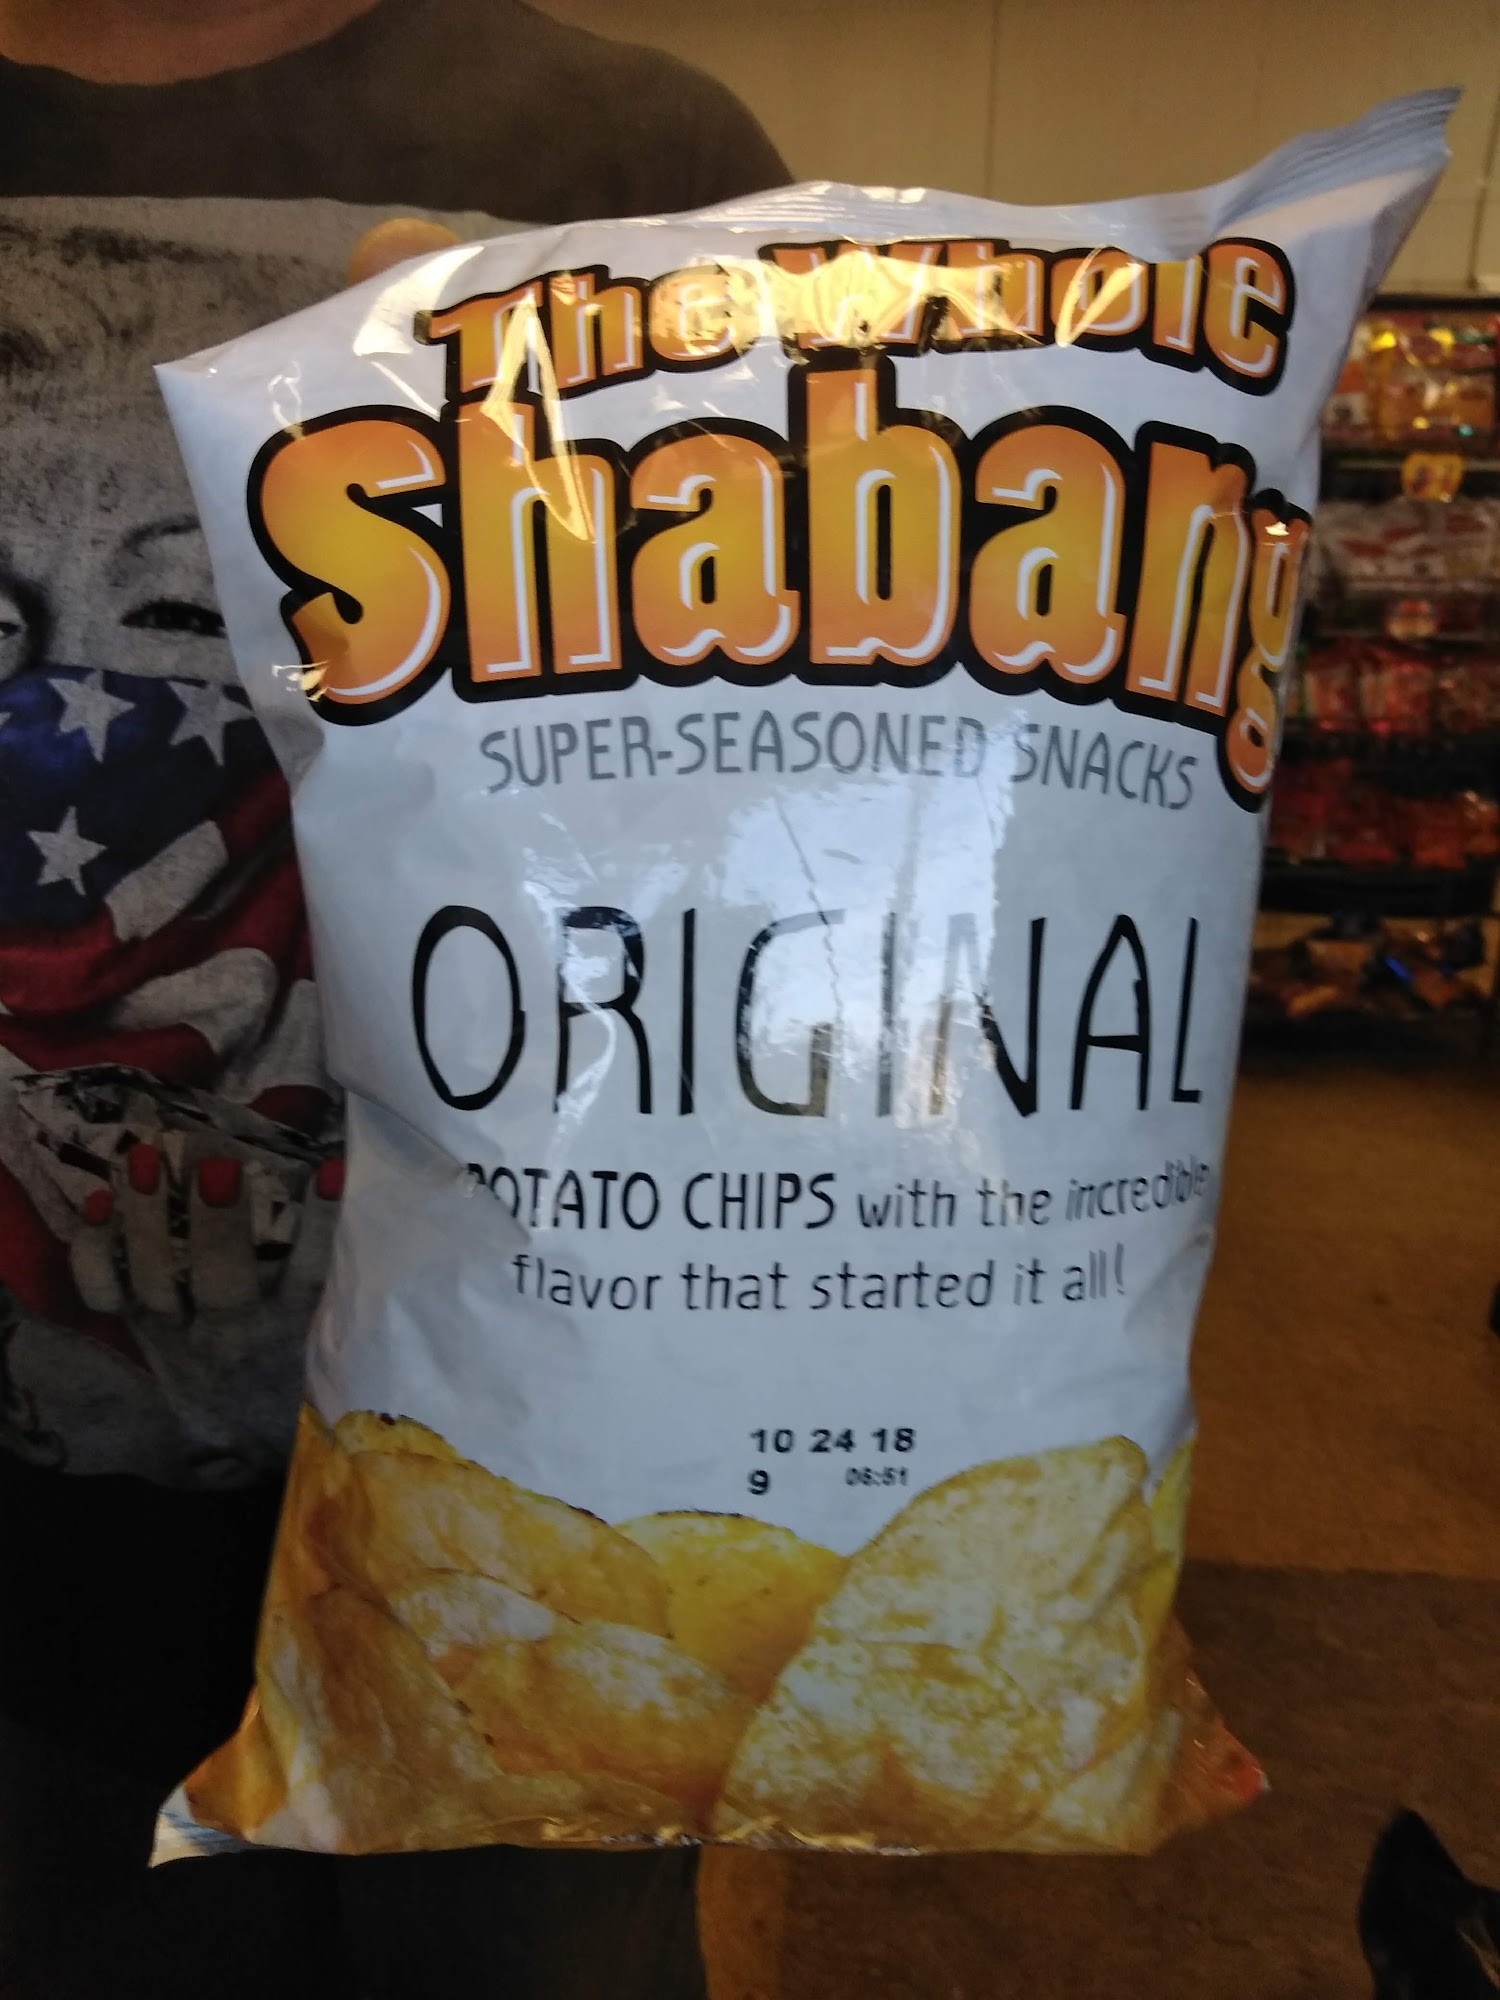 The Whole
Shabang
SUPER-SEASONED SNACKS
ORIGINAL
POTATO CHIPS with the incredible
flavor that started it all!
10 24 18
9 06:51